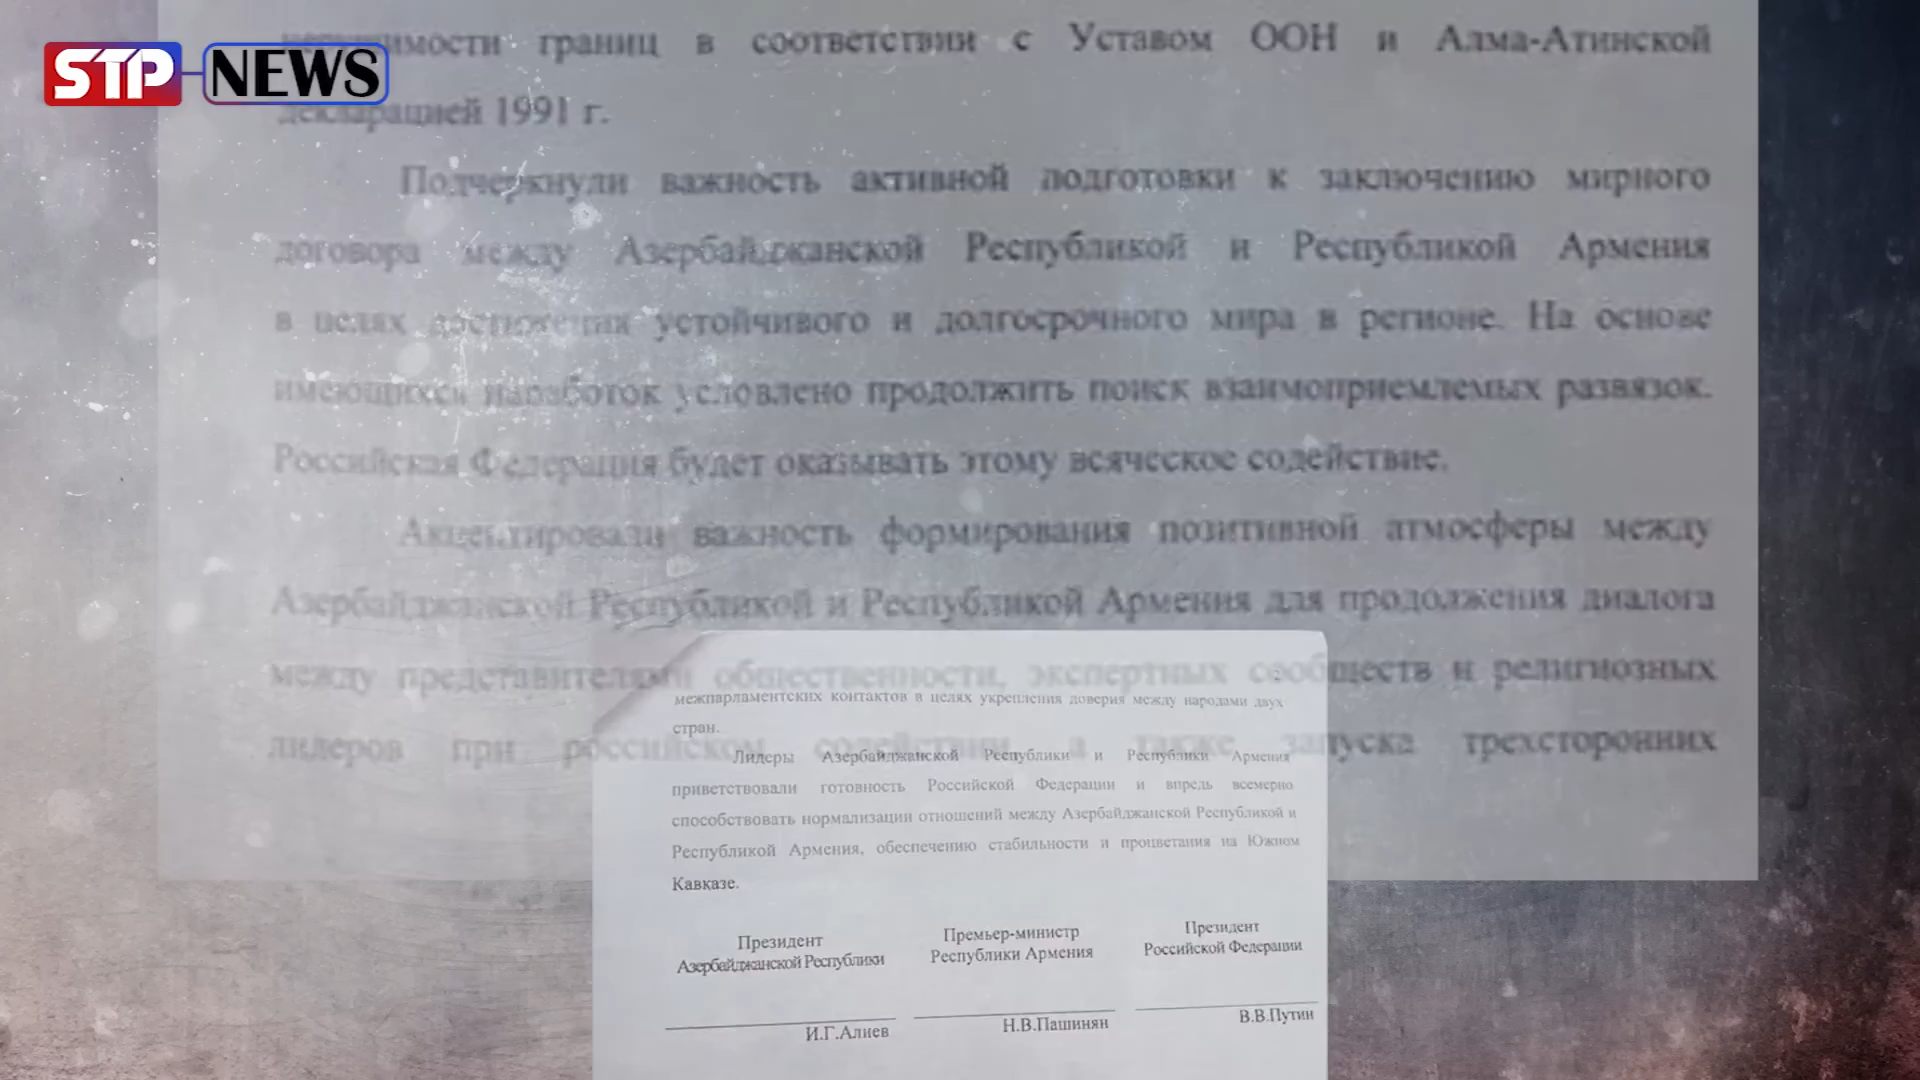 STP NEWS
границ в соответствии с Уставом ООН и Алма-Атинской
декларацией 1991 г.
Подчеркнули важность активной подготовки к заключению мирного
договора между Азербайджанской Республикой и Республикой Армения
в целях достижения устойчивого и долгосрочного мира в регионе. На основе
имеющихся наработок условлено продолжить поиск взаимоприемлемых развязок.
Российская Федерация будет оказывать этому всяческое содействие.
Акцентировали важность формирования позитивной атмосферы между
Азербайджанской Республикой и Республикой Армения для продолжения диалога
между представителями общественности, экспертных сообществ и религиозных
лидеров при российском содействии, а также запуска трехсторонних
межпарламентских контактов в целях укрепления доверия между народами двух
стран.
Лидеры Азербайджанской Республики и Республики Армения
приветствовали готовность Российской Федерации и впредь всемерно
способствовать нормализации отношений между Азербайджанской Республикой и
Республикой Армения, обеспечению стабильности и процветания на Южном
Кавказе.
Президент
Азербайджанской Республики
И.Г.Алиев
Премьер-министр
Республики Армения
Н.В.Пашинян
Президент
Российской Федерации
В.В.Путин